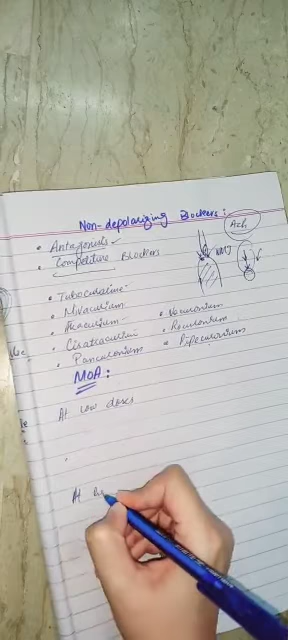 Non-depolarizing Blockers:
Ach
• Antagonists
• Competitive Blockers
NMJ
• Tubocurarine
• Mivacurium
• Atracurium
• Cisatracurium
• Pancuronium
• Vecuronium
• Rocuronium
• Pipecuronium
MOA:
At low doses
At